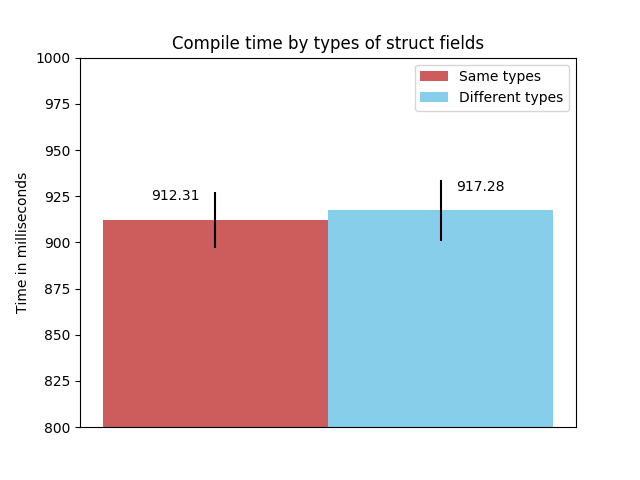 Compile time by types of struct fields
1000
975
950
925
900
875
850
825
800
Time in milliseconds
Same types
Different types
912.31
917.28